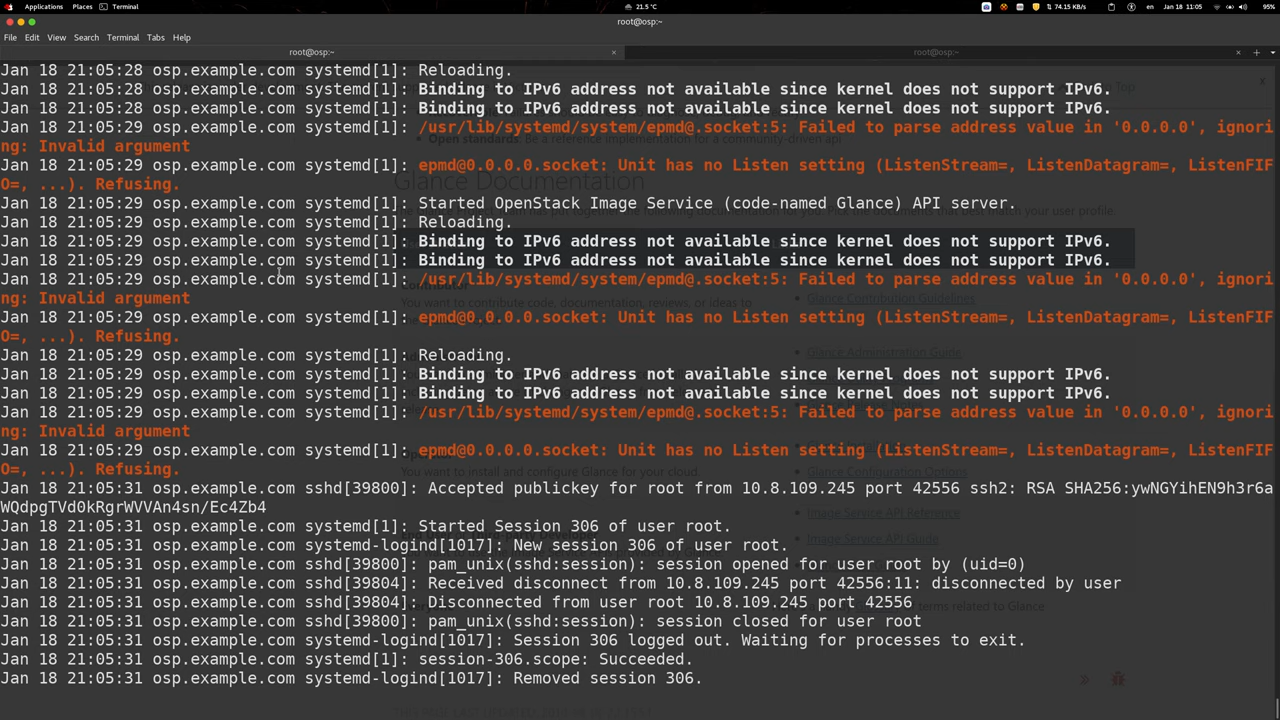 Applications Places Terminal 21.5 °C 74.15 KB/s en Jan 18 11:05 95%
root@osp:~
File Edit View Search Terminal Tabs Help
root@osp:~ × root@osp:~ × +
Jan 18 21:05:28 osp.example.com systemd[1]: Reloading.
Jan 18 21:05:28 osp.example.com systemd[1]: Binding to IPv6 address not available since kernel does not support IPv6.
Jan 18 21:05:28 osp.example.com systemd[1]: Binding to IPv6 address not available since kernel does not support IPv6.
Jan 18 21:05:29 osp.example.com systemd[1]: /usr/lib/systemd/system/epmd@.socket:5: Failed to parse address value in '0.0.0.0', ignori
ng: Invalid argument
Jan 18 21:05:29 osp.example.com systemd[1]: epmd@0.0.0.0.socket: Unit has no Listen setting (ListenStream=, ListenDatagram=, ListenFIF
O=, ...). Refusing.
Jan 18 21:05:29 osp.example.com systemd[1]: Started OpenStack Image Service (code-named Glance) API server.
Jan 18 21:05:29 osp.example.com systemd[1]: Reloading.
Jan 18 21:05:29 osp.example.com systemd[1]: Binding to IPv6 address not available since kernel does not support IPv6.
Jan 18 21:05:29 osp.example.com systemd[1]: Binding to IPv6 address not available since kernel does not support IPv6.
Jan 18 21:05:29 osp.example.com systemd[1]: /usr/lib/systemd/system/epmd@.socket:5: Failed to parse address value in '0.0.0.0', ignori
ng: Invalid argument
Jan 18 21:05:29 osp.example.com systemd[1]: epmd@0.0.0.0.socket: Unit has no Listen setting (ListenStream=, ListenDatagram=, ListenFIF
O=, ...). Refusing.
Jan 18 21:05:29 osp.example.com systemd[1]: Reloading.
Jan 18 21:05:29 osp.example.com systemd[1]: Binding to IPv6 address not available since kernel does not support IPv6.
Jan 18 21:05:29 osp.example.com systemd[1]: Binding to IPv6 address not available since kernel does not support IPv6.
Jan 18 21:05:29 osp.example.com systemd[1]: /usr/lib/systemd/system/epmd@.socket:5: Failed to parse address value in '0.0.0.0', ignori
ng: Invalid argument
Jan 18 21:05:29 osp.example.com systemd[1]: epmd@0.0.0.0.socket: Unit has no Listen setting (ListenStream=, ListenDatagram=, ListenFIF
O=, ...). Refusing.
Jan 18 21:05:31 osp.example.com sshd[39800]: Accepted publickey for root from 10.8.109.245 port 42556 ssh2: RSA SHA256:ywNGYihEN9h3r6a
WQdpgTVd0kRgrWVVAn4sn/Ec4Zb4
Jan 18 21:05:31 osp.example.com systemd[1]: Started Session 306 of user root.
Jan 18 21:05:31 osp.example.com systemd-logind[1017]: New session 306 of user root.
Jan 18 21:05:31 osp.example.com sshd[39800]: pam_unix(sshd:session): session opened for user root by (uid=0)
Jan 18 21:05:31 osp.example.com sshd[39804]: Received disconnect from 10.8.109.245 port 42556:11: disconnected by user
Jan 18 21:05:31 osp.example.com sshd[39804]: Disconnected from user root 10.8.109.245 port 42556
Jan 18 21:05:31 osp.example.com sshd[39800]: pam_unix(sshd:session): session closed for user root
Jan 18 21:05:31 osp.example.com systemd-logind[1017]: Session 306 logged out. Waiting for processes to exit.
Jan 18 21:05:31 osp.example.com systemd[1]: session-306.scope: Succeeded.
Jan 18 21:05:31 osp.example.com systemd-logind[1017]: Removed session 306.